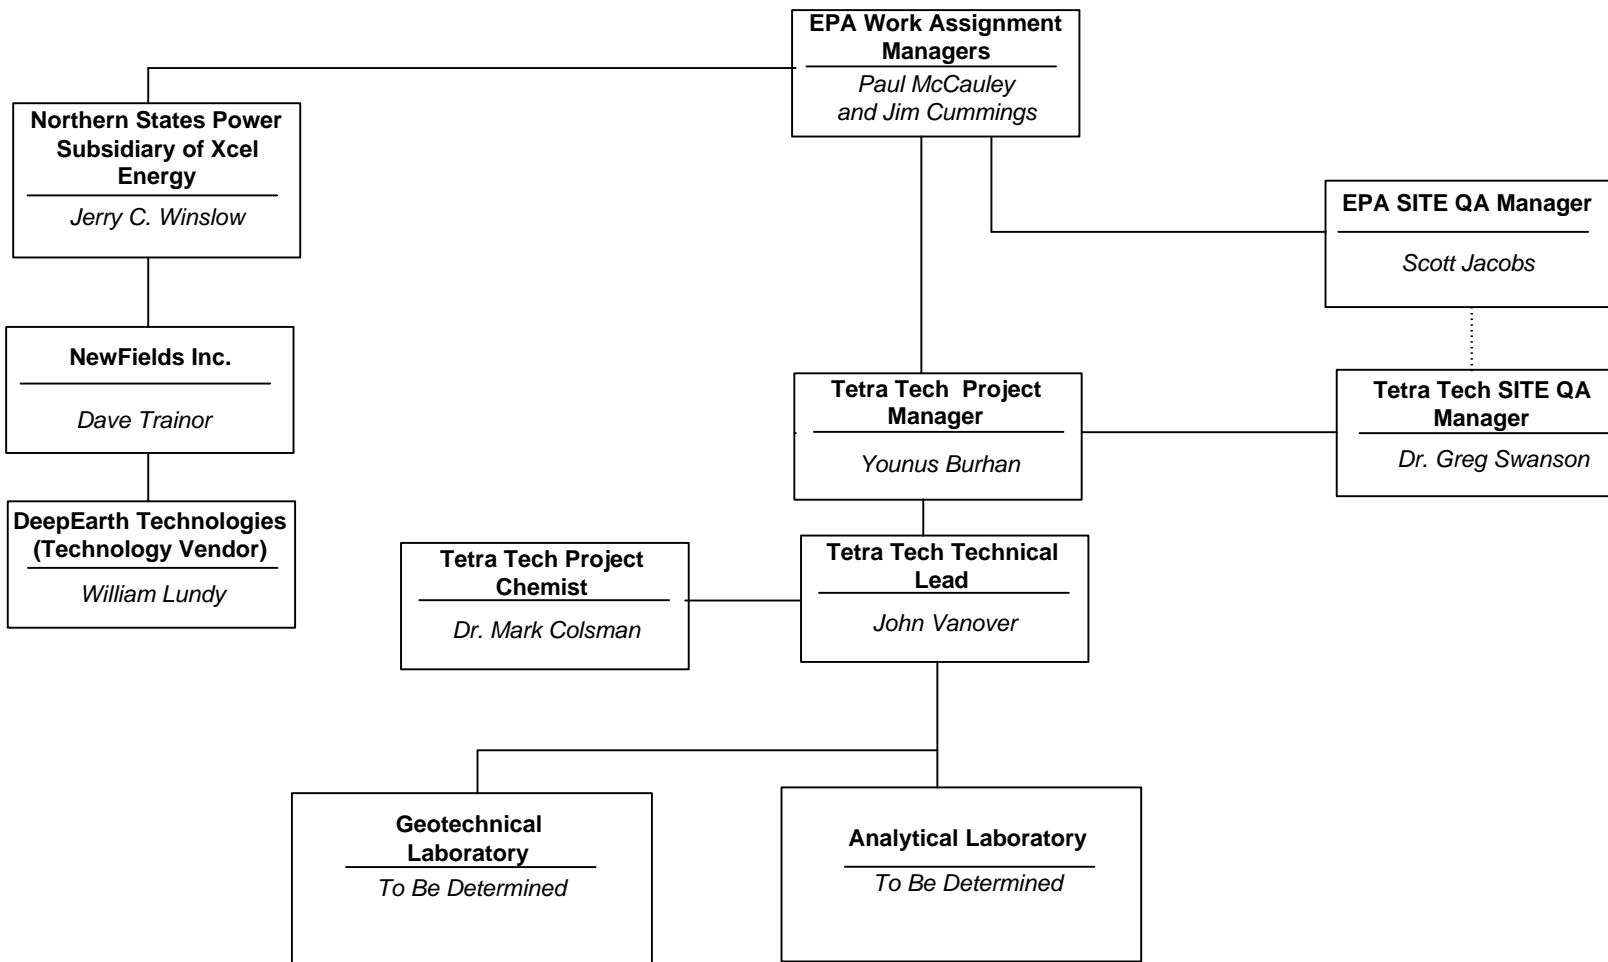 EPA Work Assignment
Managers
Paul McCauley
and Jim Cummings
Northern States Power
Subsidiary of Xcel
Energy
Jerry C. Winslow
EPA SITE QA Manager
Scott Jacobs
NewFields Inc.
Dave Trainor
Tetra Tech  Project
Manager
Younus Burhan
Tetra Tech SITE QA
Manager
Dr. Greg Swanson
DeepEarth Technologies
(Technology Vendor)
William Lundy
Tetra Tech Project
Chemist
Dr. Mark Colsman
Tetra Tech Technical
Lead
John Vanover
Geotechnical
Laboratory
To Be Determined
Analytical Laboratory
To Be Determined